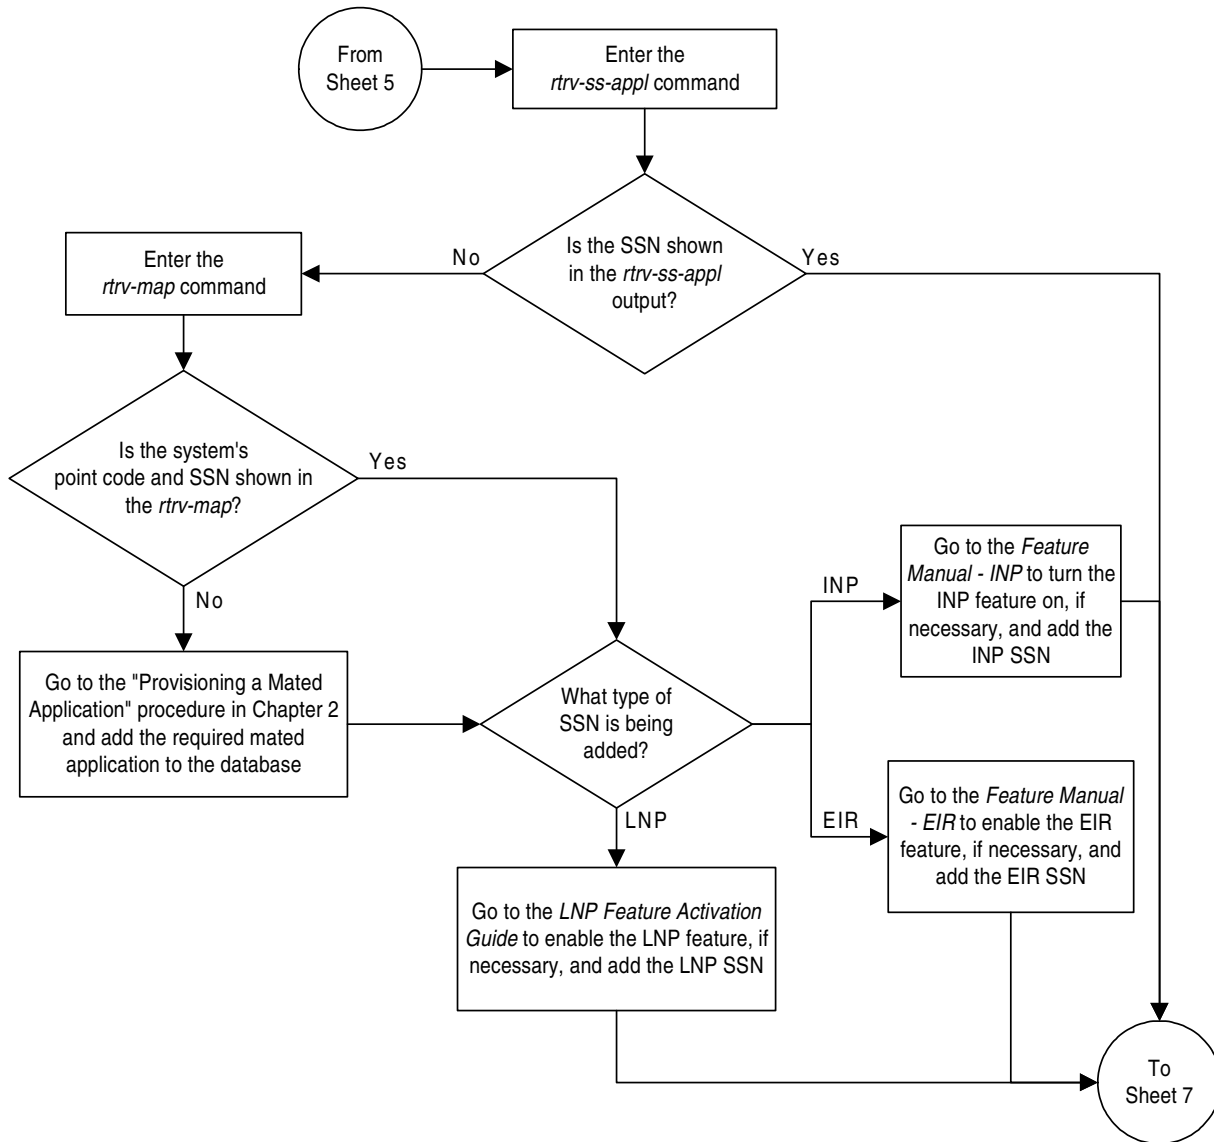 From
Sheet 5
Enter the
rtrv-ss-appl command
Is the SSN shown
in the rtrv-ss-appl
output?
No
Yes
Enter the
rtrv-map command
Is the system's
point code and SSN shown in
the rtrv-map?
Yes
No
Go to the "Provisioning a Mated
Application" procedure in Chapter 2
and add the required mated
application to the database
What type of
SSN is being
added?
INP
Go to the Feature
Manual - INP to turn the
INP feature on, if
necessary, and add the
INP SSN
EIR
Go to the Feature Manual
- EIR to enable the EIR
feature, if necessary, and
add the EIR SSN
LNP
Go to the LNP Feature Activation
Guide to enable the LNP feature, if
necessary, and add the LNP SSN
To
Sheet 7